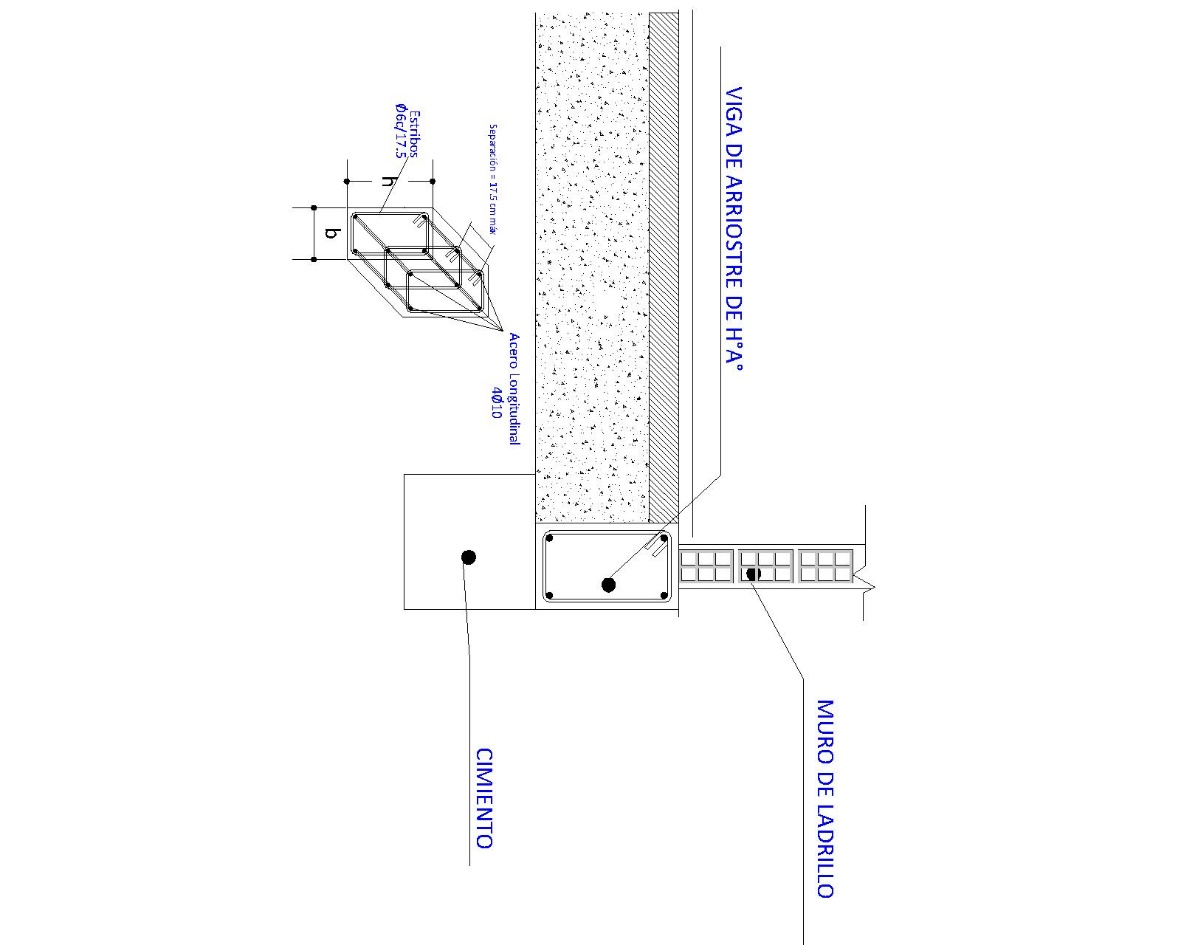 VIGA DE ARRIOSTRE DE H°A°
MURO DE LADRILLO
Separación = 17.5 cm máx
Estribos
Ø6c/17.5
h
b
Acero Longitudinal
4Ø10
CIMIENTO